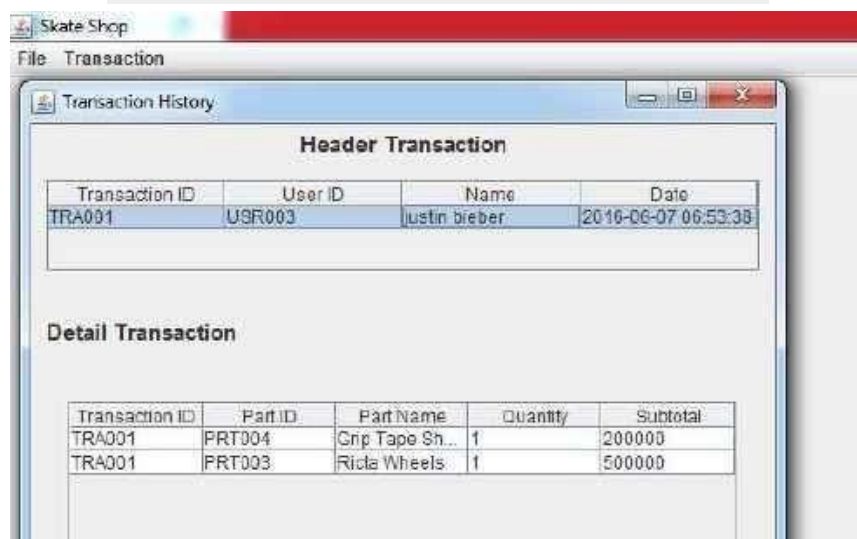 Skate Shop
File Transaction
Transaction History
Header Transaction
Transaction ID User ID Name Date
TRA001 USR003 justin bieber 2016-06-07 06:53:38
Detail Transaction
Transaction ID Part ID Part Name Quantity Subtotal
TRA001 PRT004 Grip Tape Sh... 1 200000
TRA001 PRT003 Ricta Wheels 1 500000